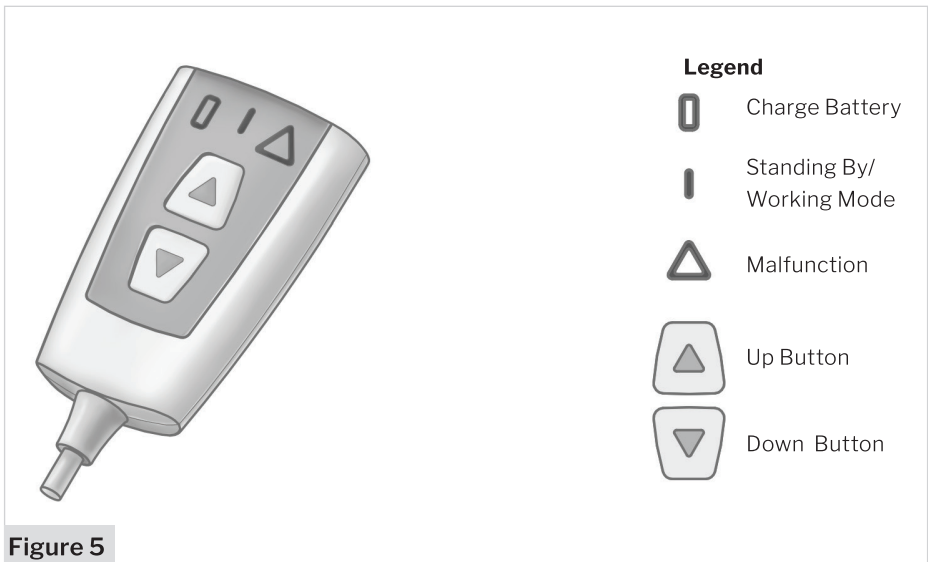 Legend
Charge Battery
Standing By/
Working Mode
Malfunction
Up Button
Down Button
Figure 5